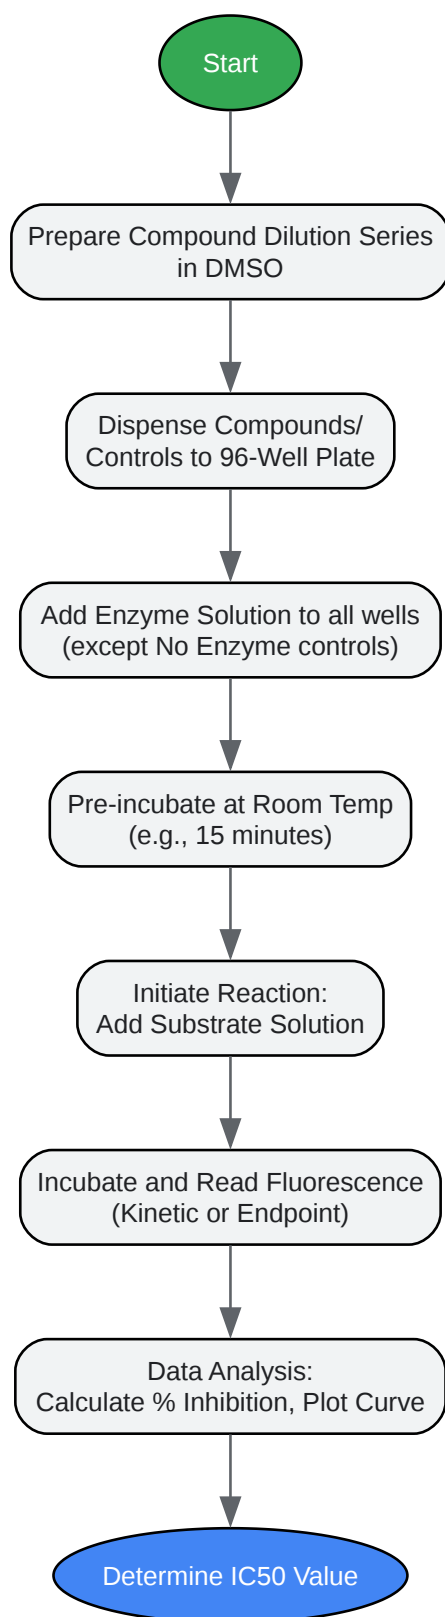 Start
Prepare Compound Dilution Series
in DMSO
Dispense Compounds/
Controls to 96-Well Plate
Add Enzyme Solution to all wells
(except No Enzyme controls)
Pre-incubate at Room Temp
(e.g., 15 minutes)
Initiate Reaction:
Add Substrate Solution
Incubate and Read Fluorescence
(Kinetic or Endpoint)
Data Analysis:
Calculate % Inhibition, Plot Curve
Determine IC50 Value